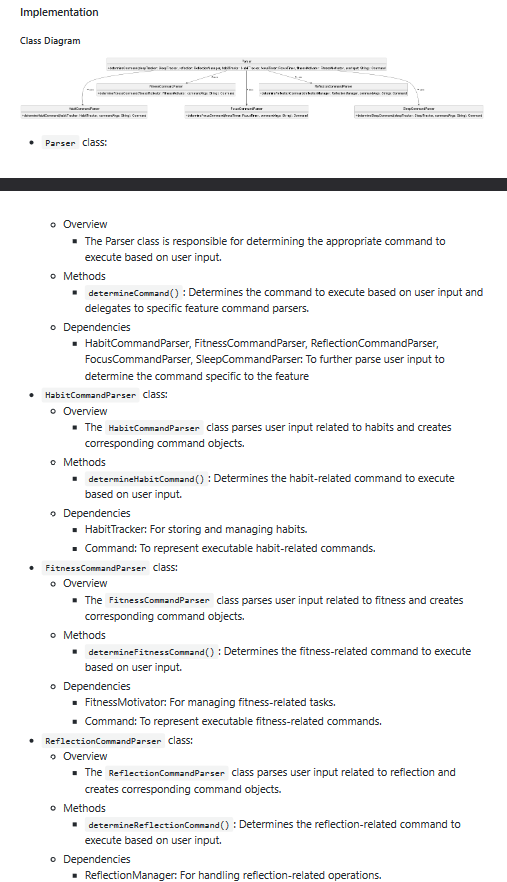 Implementation
Class Diagram
Parser
HabitCommandParser
FitnessCommandParser
FocusCommandParser
ReflectionCommandParser
SleepCommandParser
Parser class:
Overview
The Parser class is responsible for determining the appropriate command to
execute based on user input.
Methods
determineCommand() : Determines the command to execute based on user input and
delegates to specific feature command parsers.
Dependencies
HabitCommandParser, FitnessCommandParser, ReflectionCommandParser,
FocusCommandParser, SleepCommandParser: To further parse user input to
determine the command specific to the feature
HabitCommandParser class:
Overview
The HabitCommandParser class parses user input related to habits and creates
corresponding command objects.
Methods
determineHabitCommand() : Determines the habit-related command to execute
based on user input.
Dependencies
HabitTracker: For storing and managing habits.
Command: To represent executable habit-related commands.
FitnessCommandParser class:
Overview
The FitnessCommandParser class parses user input related to fitness and creates
corresponding command objects.
Methods
determineFitnessCommand() : Determines the fitness-related command to execute
based on user input.
Dependencies
FitnessMotivator: For managing fitness-related tasks.
Command: To represent executable fitness-related commands.
ReflectionCommandParser class:
Overview
The ReflectionCommandParser class parses user input related to reflection and
creates corresponding command objects.
Methods
determineReflectionCommand() : Determines the reflection-related command to
execute based on user input.
Dependencies
ReflectionManager: For handling reflection-related operations.